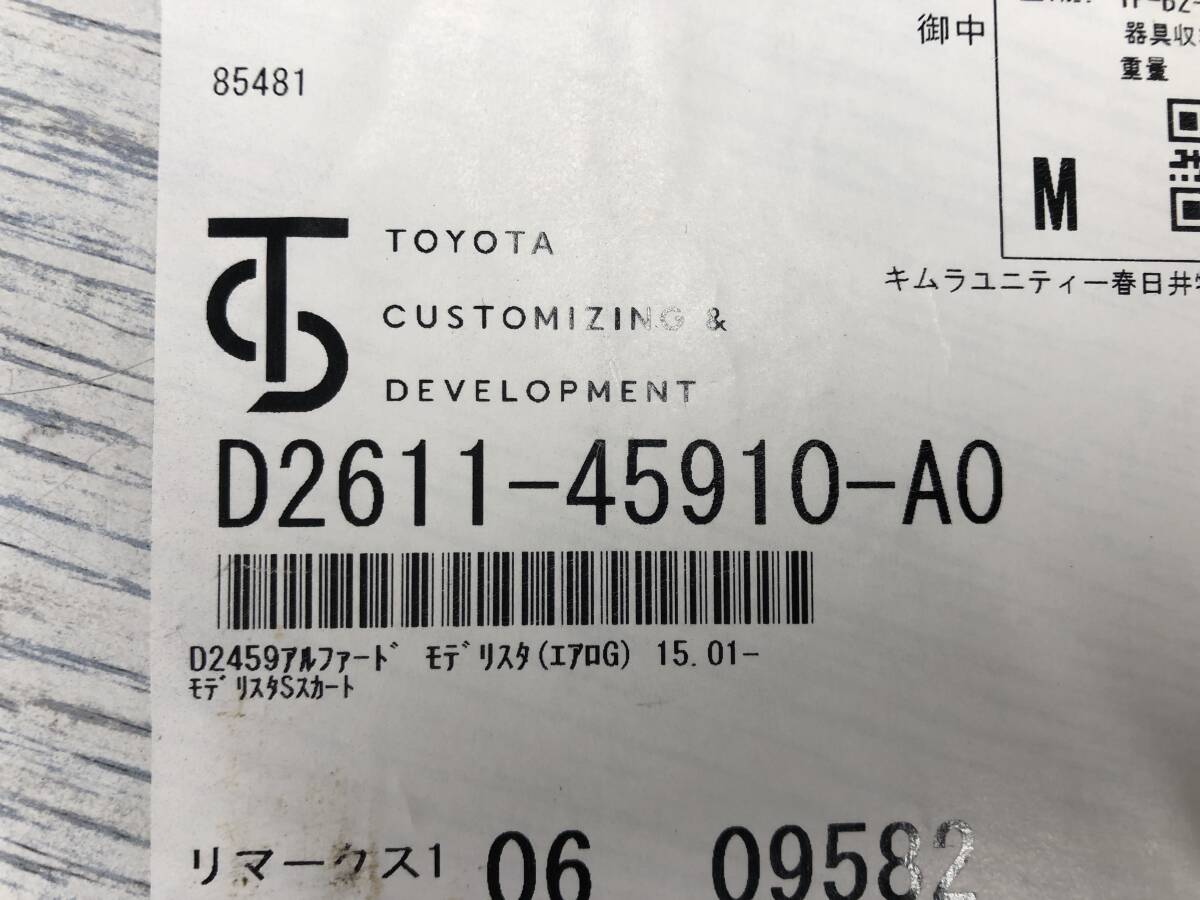 御中
器具収
重量
85481
M
TOYOTA
CUSTOMIZING &
DEVELOPMENT
キムラユニティー春日井
D2611-45910-A0
D2459ｱﾙﾌｧｰﾄﾞ ﾓﾃﾞﾘｽﾀ(ｴｱﾛG) 15.01-
ﾓﾃﾞﾘｽﾀSｽｶｰﾄ
リマークス1 06 09582